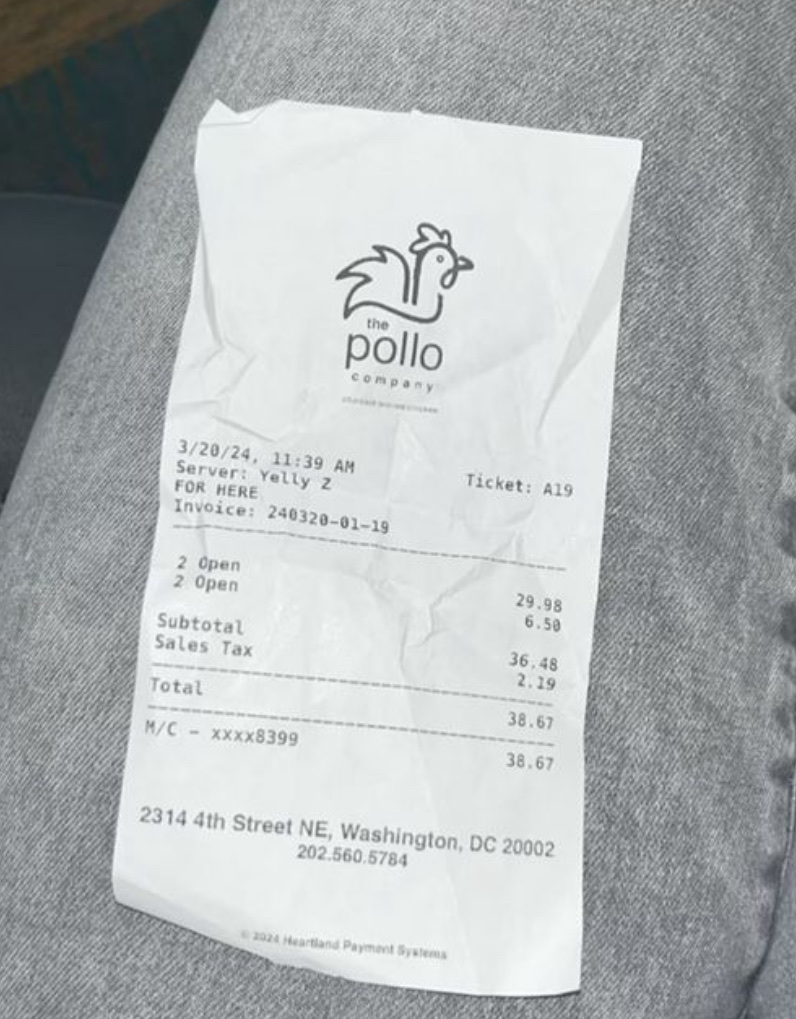 the
pollo
company
3/20/24, 11:39 AM
Server: Yelly Z Ticket: A19
FOR HERE
Invoice: 240320-01-19
2 Open 29.98
2 Open 6.50
Subtotal 36.48
Sales Tax 2.19
Total 38.67
M/C - xxxx8399 38.67
2314 4th Street NE, Washington, DC 20002
202.560.5784
© 2024 Heartland Payment Systems